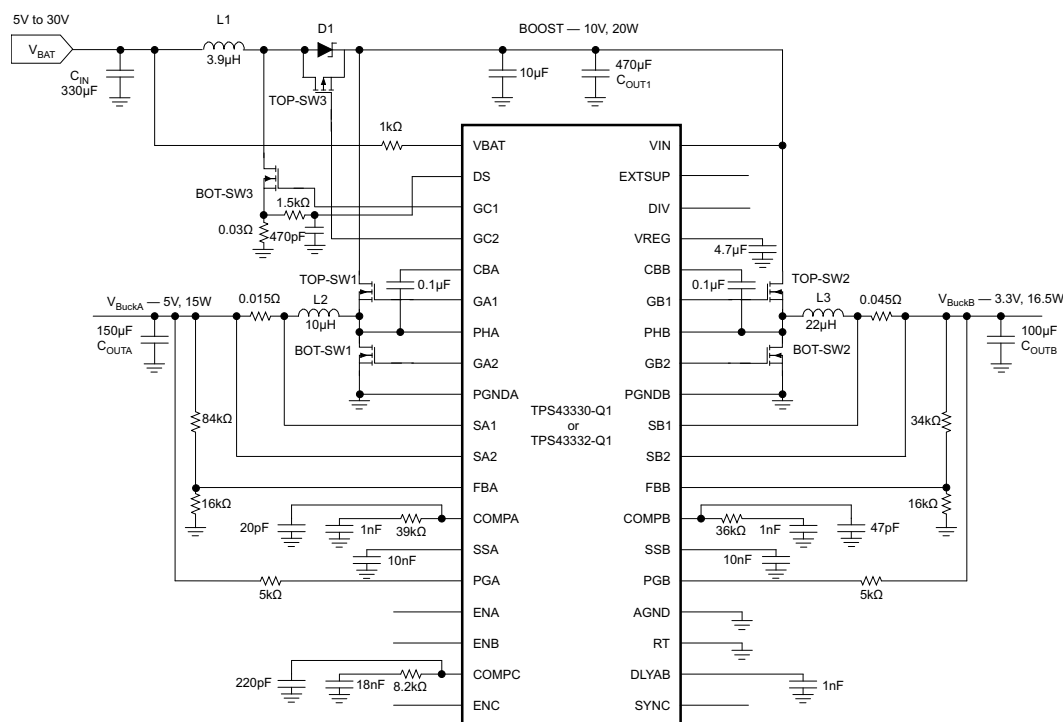 5V to 30V
V_BAT
L1
3.9µH
D1
BOOST — 10V, 20W
C_IN
330µF
TOP-SW3
10µF
470µF
C_OUT1
1kΩ
BOT-SW3
1.5kΩ
0.03Ω
470pF
VBAT
DS
GC1
GC2
CBA
GA1
PHA
GA2
PGNDA
SA1
SA2
FBA
COMPA
SSA
PGA
ENA
ENB
COMPC
ENC
VIN
EXTSUP
DIV
VREG
CBB
GB1
PHB
GB2
PGNDB
SB1
SB2
FBB
COMPB
SSB
PGB
AGND
RT
DLYAB
SYNC
TPS43330-Q1
or
TPS43332-Q1
TOP-SW1
0.1µF
V_BuckA — 5V, 15W
0.015Ω
L2
10µH
150µF
C_OUTA
BOT-SW1
84kΩ
16kΩ
20pF
1nF
39kΩ
10nF
5kΩ
220pF
18nF
8.2kΩ
4.7µF
0.1µF
TOP-SW2
L3
22µH
0.045Ω
V_BuckB — 3.3V, 16.5W
BOT-SW2
100µF
C_OUTB
34kΩ
16kΩ
36kΩ
1nF
47pF
10nF
5kΩ
1nF